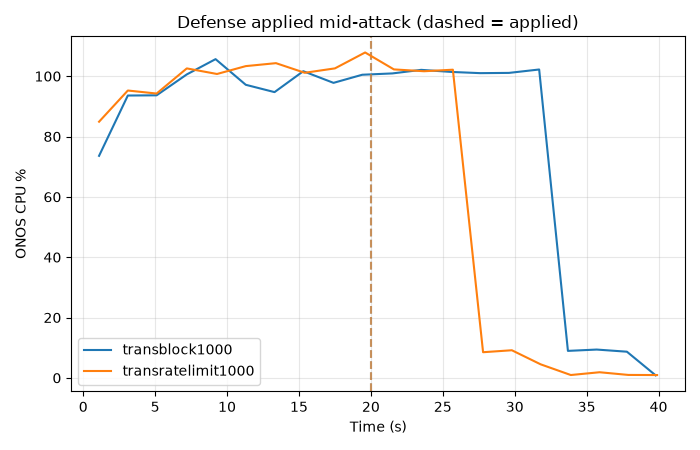 Defense applied mid-attack (dashed = applied)
ONOS CPU %
100
80
60
40
20
0
transblock1000
transratelimit1000
0 5 10 15 20 25 30 35 40
Time (s)